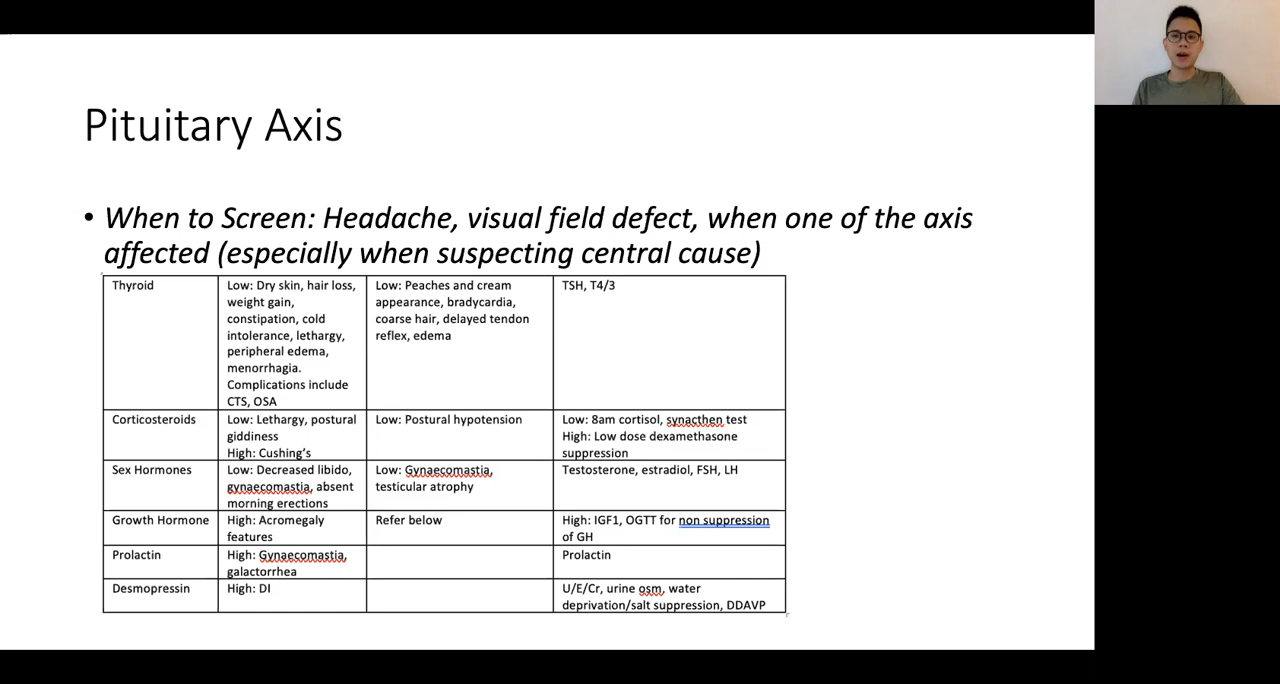 Pituitary Axis
• When to Screen: Headache, visual field defect, when one of the axis
affected (especially when suspecting central cause)
Thyroid
Low: Dry skin, hair loss,
weight gain,
constipation, cold
intolerance, lethargy,
peripheral edema,
menorrhagia.
Complications include
CTS, OSA
Low: Peaches and cream
appearance, bradycardia,
coarse hair, delayed tendon
reflex, edema
TSH, T4/3
Corticosteroids
Low: Lethargy, postural
giddiness
High: Cushing's
Low: Postural hypotension
Low: 8am cortisol, synacthen test
High: Low dose dexamethasone
suppression
Sex Hormones
Low: Decreased libido,
gynaecomastia, absent
morning erections
Low: Gynaecomastia,
testicular atrophy
Testosterone, estradiol, FSH, LH
Growth Hormone
High: Acromegaly
features
Refer below
High: IGF1, OGTT for non suppression
of GH
Prolactin
High: Gynaecomastia,
galactorrhea
Prolactin
Desmopressin
High: DI
U/E/Cr, urine osm, water
deprivation/salt suppression, DDAVP